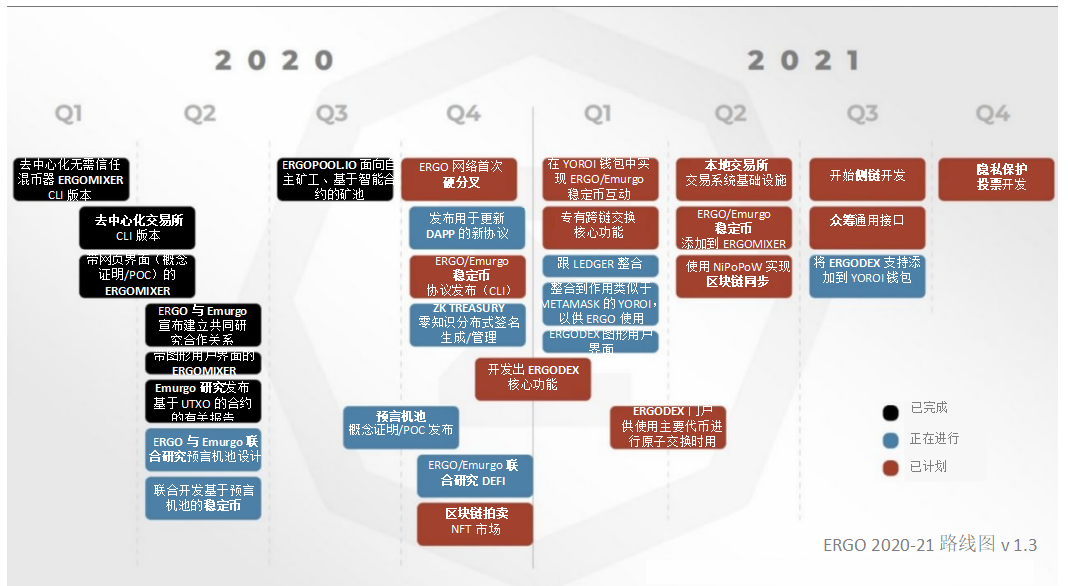 2020
2021
Q1
Q2
Q3
Q4
Q1
Q2
Q3
Q4
去中心化无需信任
混币器 ERGOMIXER
CLI 版本
去中心化交易所
CLI 版本
带网页界面（概念
证明/POC）的
ERGOMIXER
ERGO 与 Emurgo
宣布建立共同研
究合作关系
带图形用户界面的
ERGOMIXER
Emurgo 研究发布
基于 UTXO 的合约
的有关报告
ERGO 与 Emurgo 联
合研究预言机池设计
联合开发基于预言
机池的稳定币
ERGOPOOL.IO 面向自
主矿工、基于智能合
约的矿池
ERGO 网络首次
硬分叉
发布用于更新
DAPP 的新协议
ERGO/Emurgo
稳定币
协议发布（CLI）
ZK TREASURY
零知识分布式签名
生成/管理
开发出 ERGODEX
核心功能
预言机池
概念证明/POC 发布
ERGO/Emurgo 联
合研究 DEFI
区块链拍卖
NFT 市场
在 YOROI 钱包中实
现 ERGO/Emurgo
稳定币互动
专有跨链交换
核心功能
跟 LEDGER 整合
整合到作用类似于
METAMASK 的 YOROI，
以供 ERGO 使用
ERGODEX 图形用户
界面
ERGODEX 门户
供使用主要代币进
行原子交换时用
本地交易所
交易系统基础设施
ERGO/Emurgo
稳定币
添加到 ERGOMIXER
使用 NiPoPoW 实现
区块链同步
开始侧链开发
众筹通用接口
将 ERGODEX 支持添
加到 YOROI 钱包
隐私保护
投票开发
已完成
正在进行
已计划
ERGO 2020-21 路线图 v 1.3